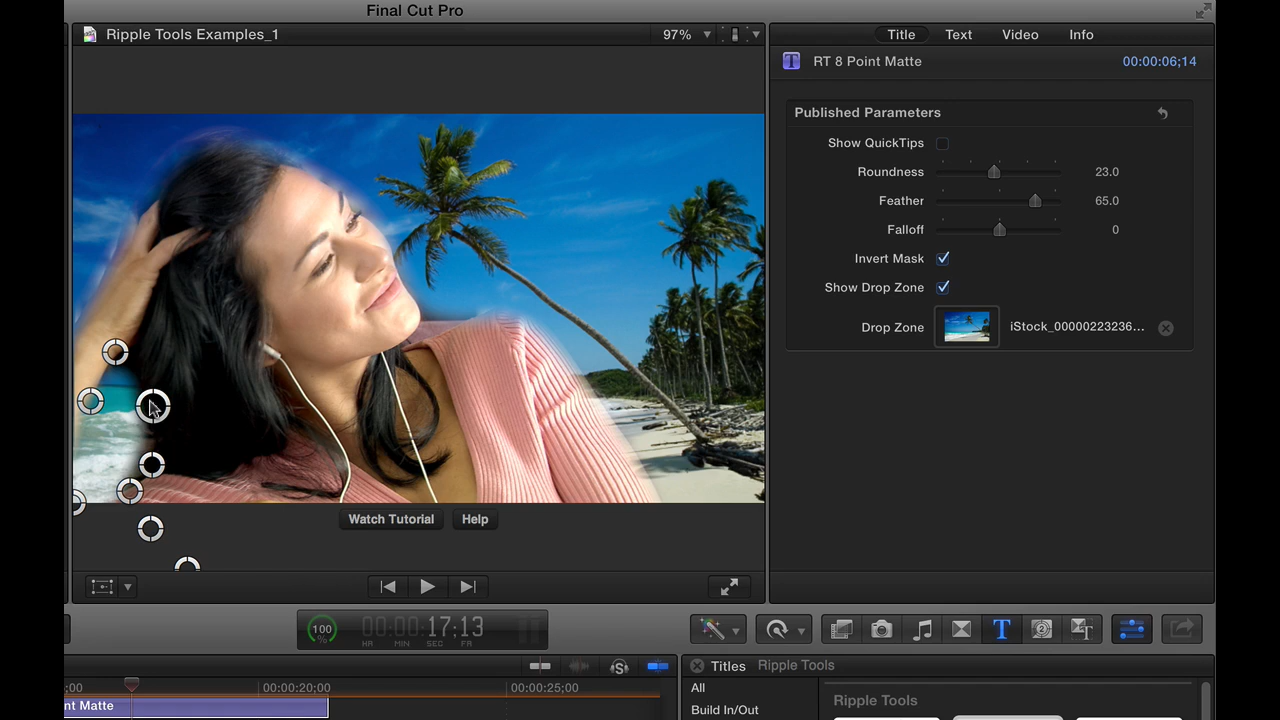 Final Cut Pro
Ripple Tools Examples_1
97%
Title Text Video Info
RT 8 Point Matte 00:00:06;14
Published Parameters
Show QuickTips
Roundness 23.0
Feather 65.0
Falloff 0
Invert Mask
Show Drop Zone
Drop Zone iStock_00000223236...
Watch Tutorial Help
100 %
00:00:17;13
HR MIN SEC FR
Titles Ripple Tools
;00 00:00:20;00 00:00:25;00
nt Matte
All
Build In/Out
Ripple Tools